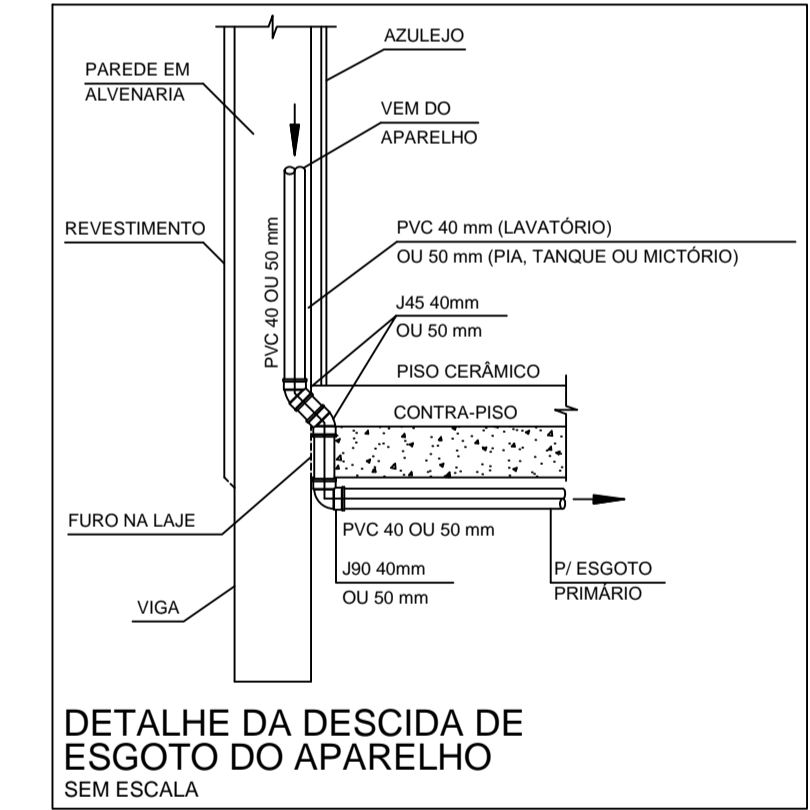 AZULEJO
PAREDE EM
ALVENARIA
VEM DO
APARELHO
REVESTIMENTO
PVC 40 OU 50 mm
PVC 40 mm (LAVATÓRIO)
OU 50 mm (PIA, TANQUE OU MICTÓRIO)
J45 40mm
OU 50 mm
PISO CERÂMICO
CONTRA-PISO
FURO NA LAJE
PVC 40 OU 50 mm
J90 40mm
OU 50 mm
P/ ESGOTO
PRIMÁRIO
VIGA
DETALHE DA DESCIDA DE
ESGOTO DO APARELHO
SEM ESCALA